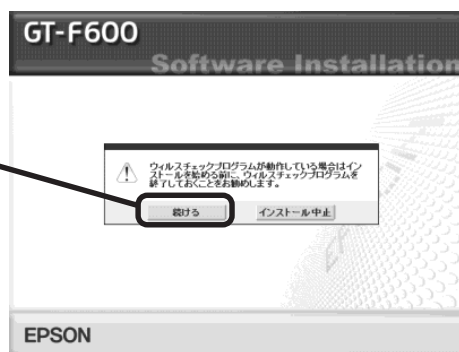 GT-F600
Software Installation
ウィルスチェックプログラムが動作している場合はイン
ストールを始める前に、ウィルスチェックプログラムを
終了しておくことをお勧めします。
続ける
インストール中止
EPSON